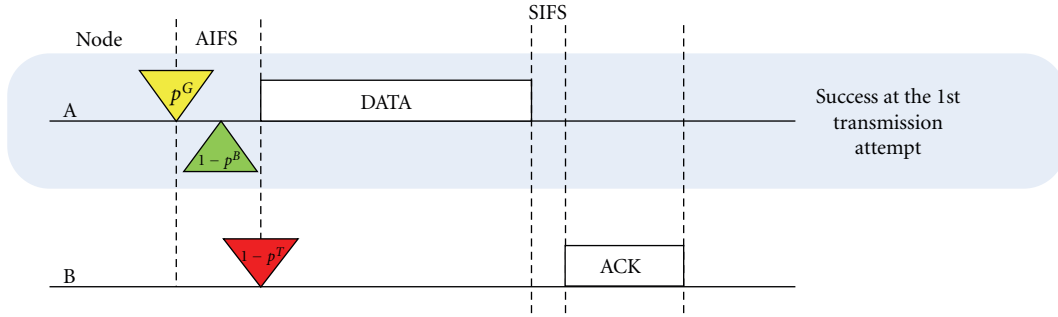 SIFS
Node
AIFS
p^G
DATA
A
1 − p^B
Success at the 1st
transmission
attempt
1 − p^T
ACK
B